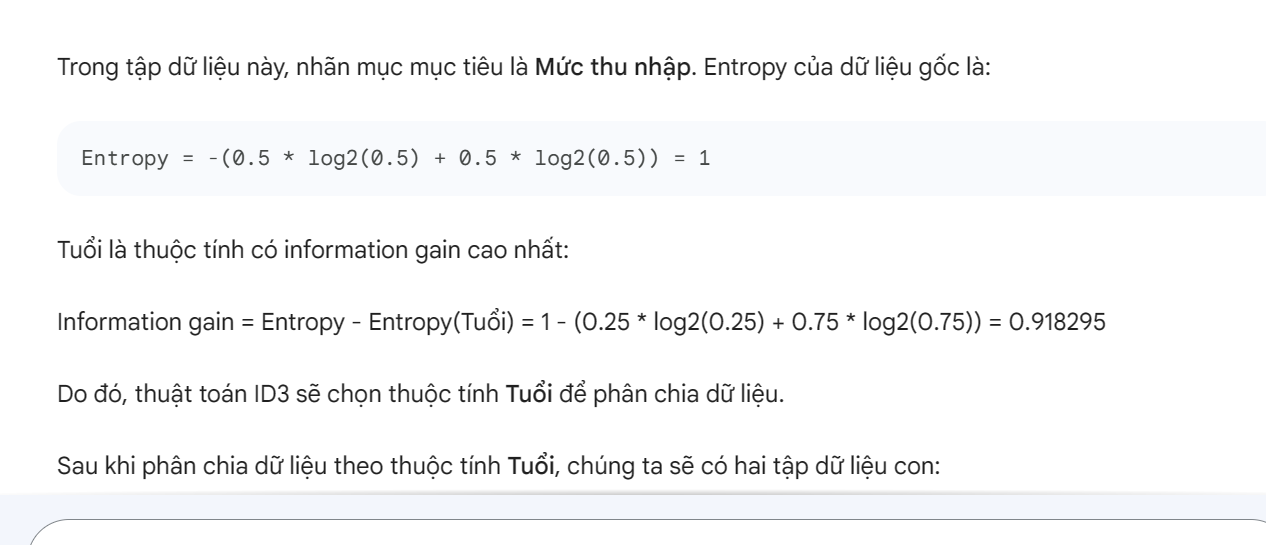 Trong tập dữ liệu này, nhãn mục mục tiêu là Mức thu nhập. Entropy của dữ liệu gốc là:
Entropy = -(0.5 * log2(0.5) + 0.5 * log2(0.5)) = 1
Tuổi là thuộc tính có information gain cao nhất:
Information gain = Entropy - Entropy(Tuổi) = 1 - (0.25 * log2(0.25) + 0.75 * log2(0.75)) = 0.918295
Do đó, thuật toán ID3 sẽ chọn thuộc tính Tuổi để phân chia dữ liệu.
Sau khi phân chia dữ liệu theo thuộc tính Tuổi, chúng ta sẽ có hai tập dữ liệu con: